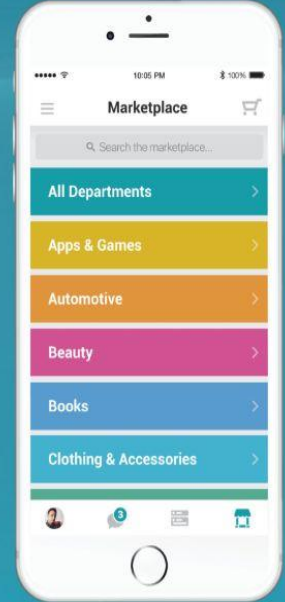 10:05 PM
100%
Marketplace
Search the marketplace...
All Departments
Apps & Games
Automotive
Beauty
Books
Clothing & Accessories
3